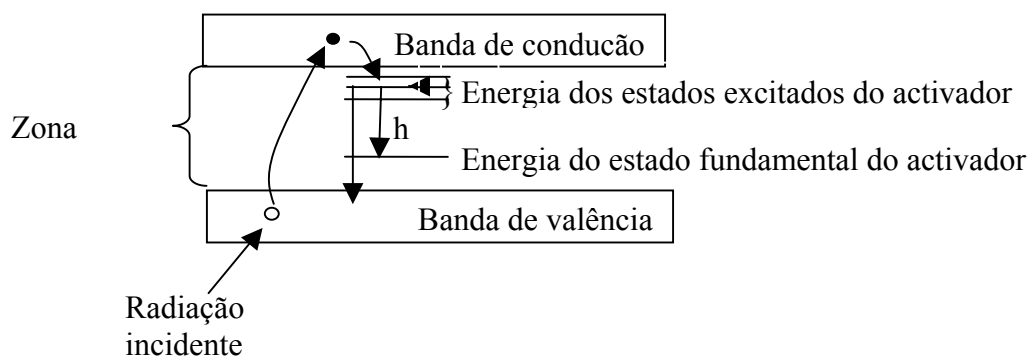 Banda de condução
Energia dos estados excitados do activador
Zona
h
Energia do estado fundamental do activador
Banda de valência
Radiação
incidente